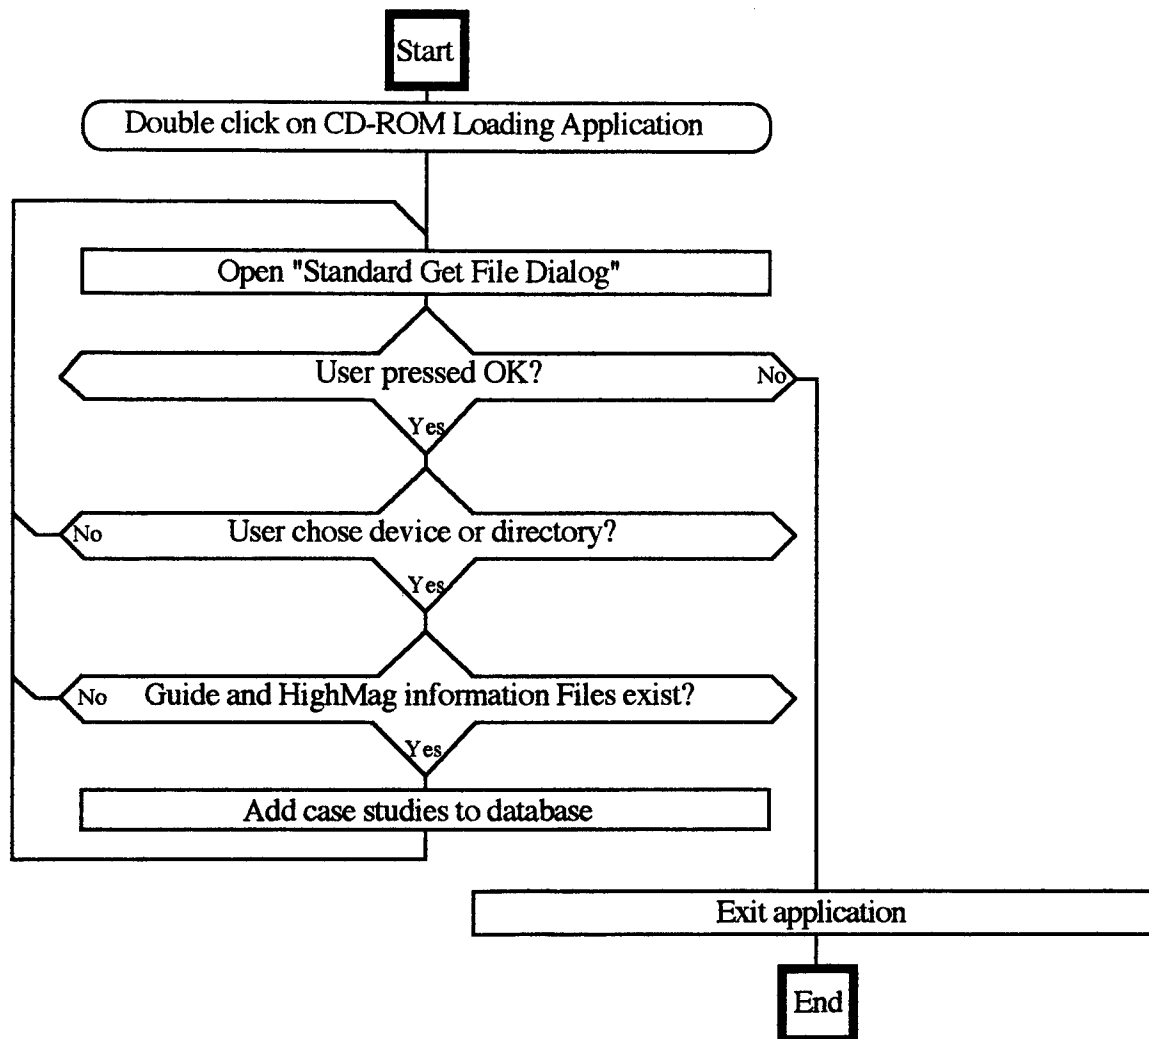 Start
Double click on CD-ROM Loading Application
Open "Standard Get File Dialog"
User pressed OK?
No
Yes
No
User chose device or directory?
Yes
No
Guide and HighMag information Files exist?
Yes
Add case studies to database
Exit application
End